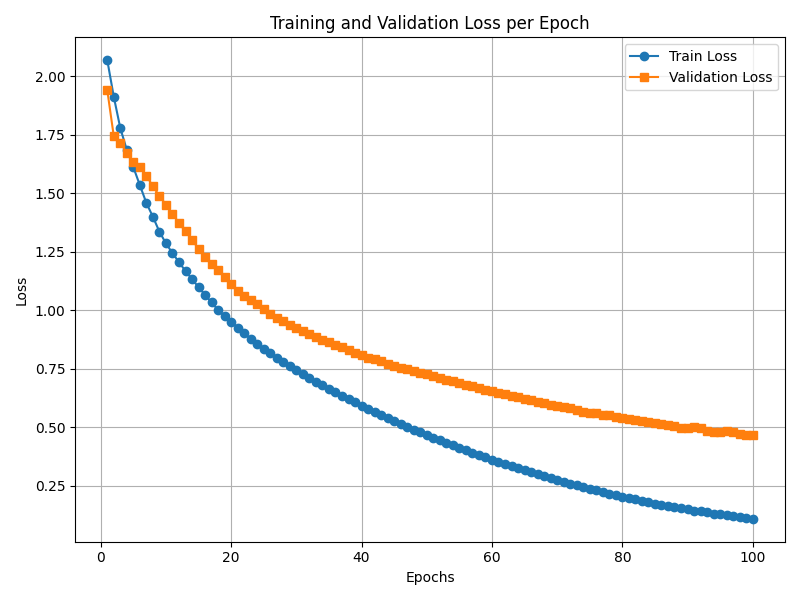 Training and Validation Loss per Epoch
Train Loss
Validation Loss
2.00
1.75
1.50
1.25
1.00
0.75
0.50
0.25
Loss
0 20 40 60 80 100
Epochs